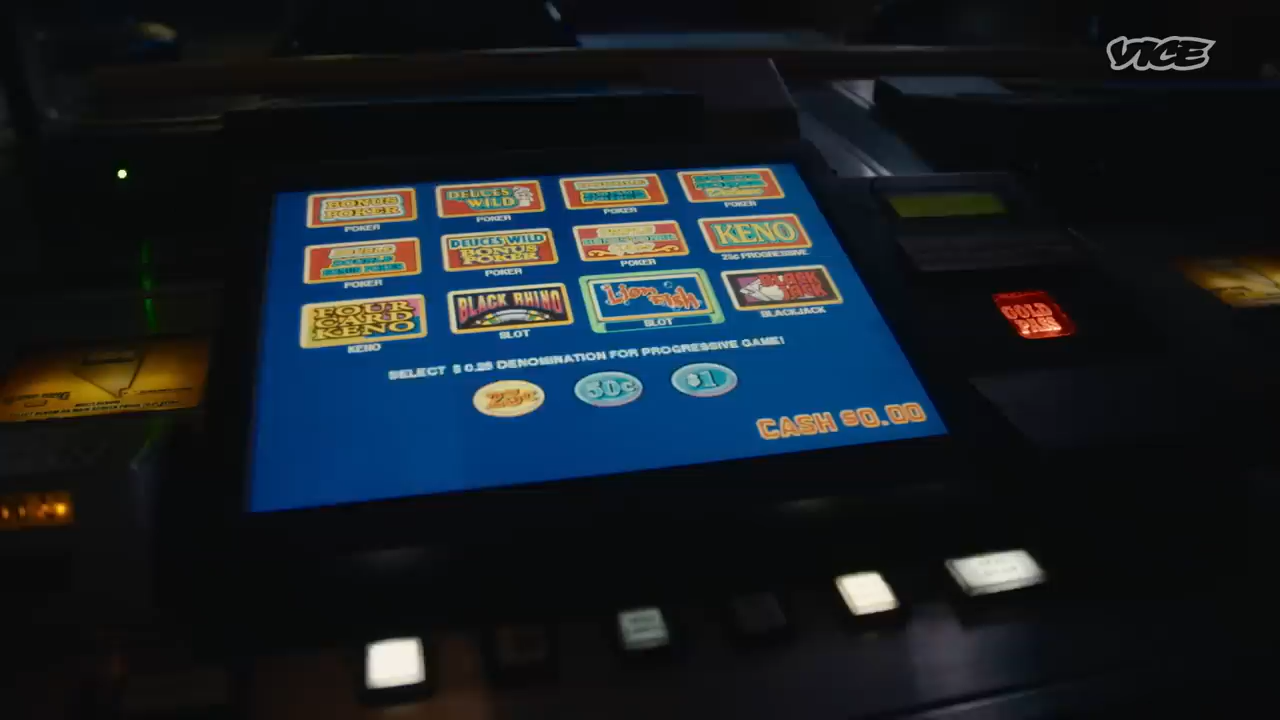 VICE
BONUS
POKER
POKER
DEUCES
WILD
POKER
POKER
POKER
POKER
DEUCES WILD
BONUS
POKER
POKER
POKER
KENO
25¢ PROGRESSIVE
FOUR
CARD
KENO
KENO
BLACK RHINO
SLOT
Lion Fish
SLOT
BLACK
JACK
BLACKJACK
SELECT $0.25 DENOMINATION FOR PROGRESSIVE GAME!
25¢
50¢
$1
CASH $0.00
GOLD
PASS